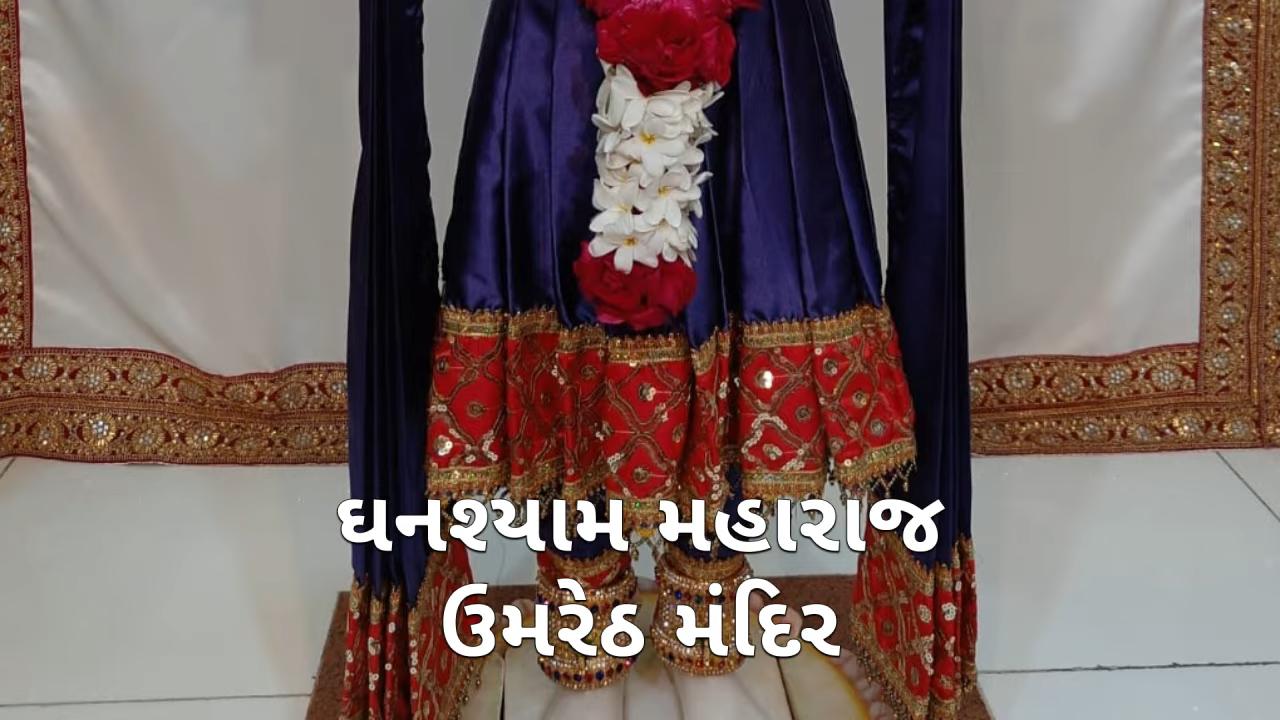 ઘનશ્યામ મહારાજ
ઉમરેઠ મંદિર